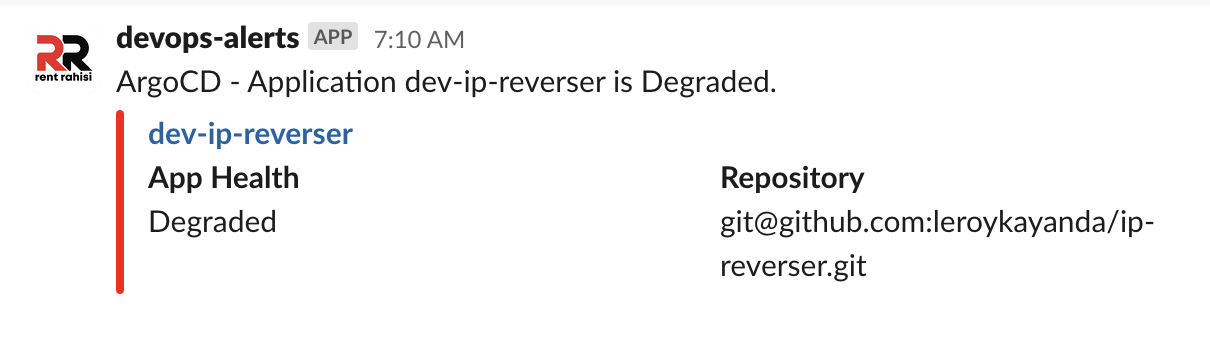 devops-alerts APP 7:10 AM
RR
rent rahisi
ArgoCD - Application dev-ip-reverser is Degraded.
dev-ip-reverser
App Health
Degraded
Repository
git@github.com:leroykayanda/ip-
reverser.git